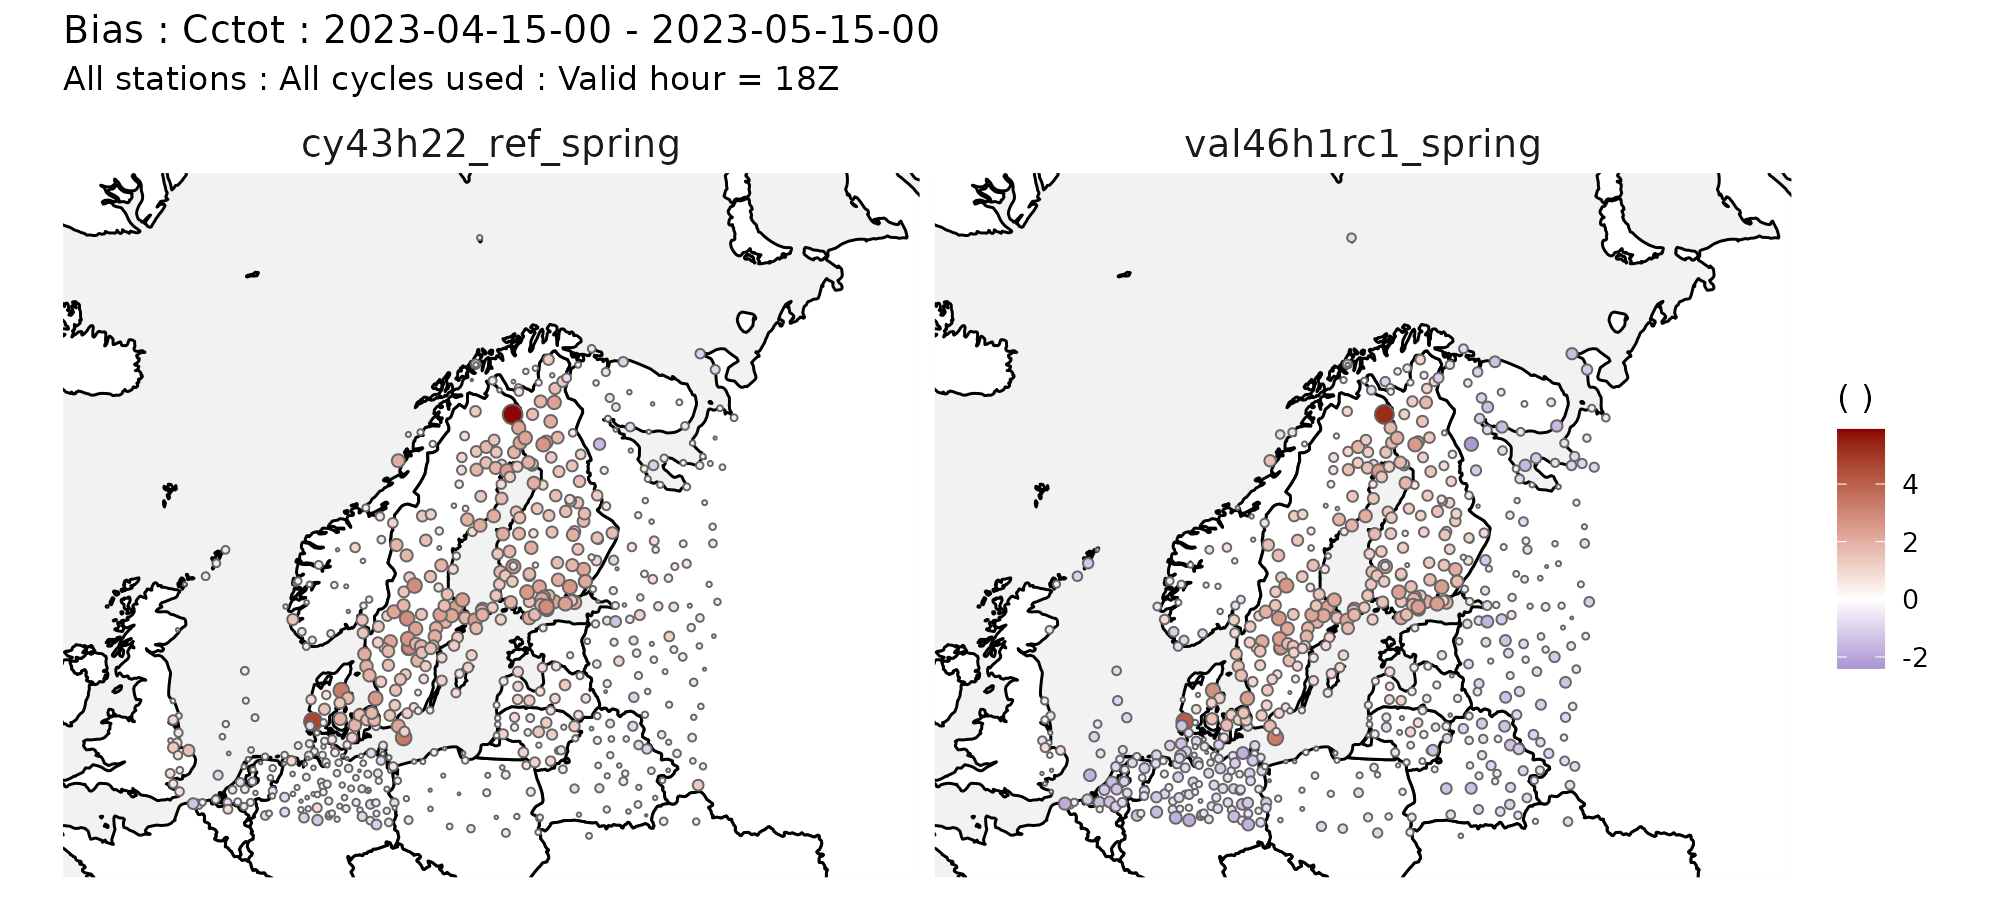 Bias : Cctot : 2023-04-15-00 - 2023-05-15-00
All stations : All cycles used : Valid hour = 18Z
cy43h22_ref_spring
val46h1rc1_spring
( )
4
2
0
-2